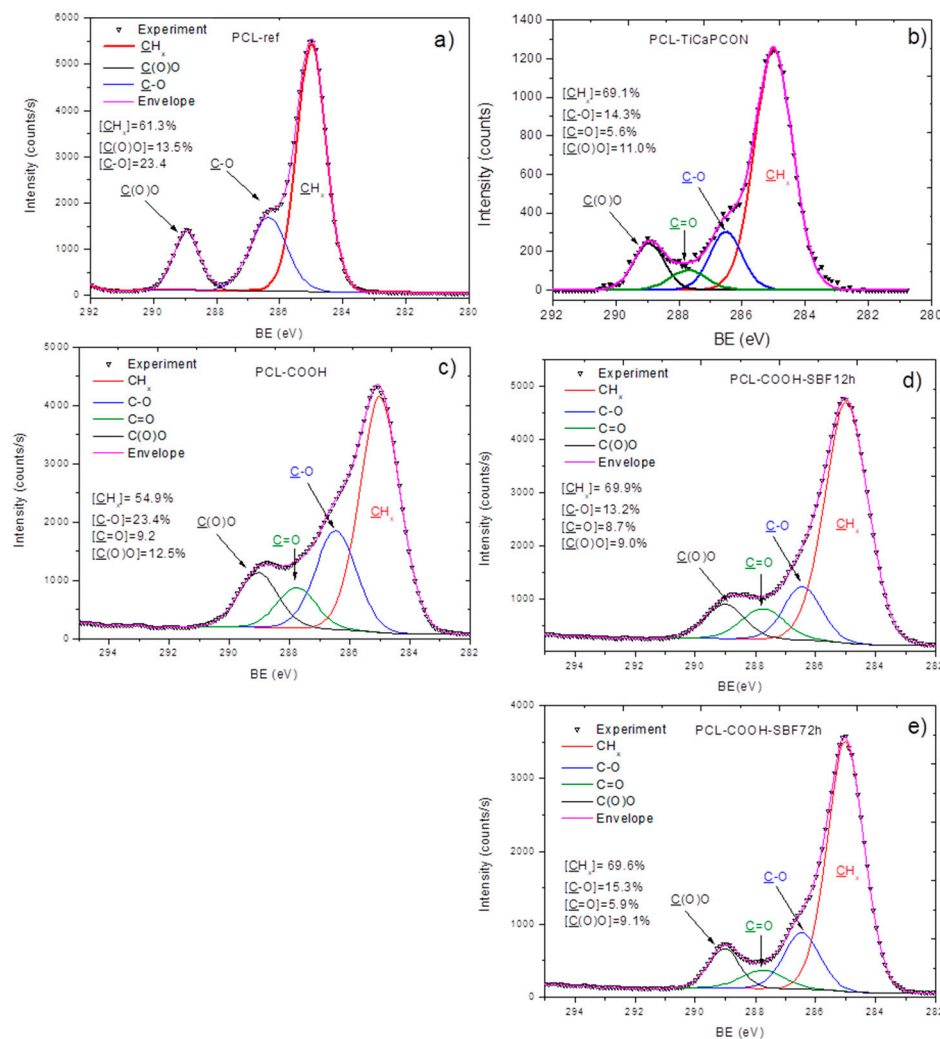 a)
PCL-ref
Experiment
CHx
C(O)O
C-O
Envelope
[CHx]=61.3%
[C(O)O]=13.5%
[C-O]=23.4
C(O)O
C-O
CHx
Intensity (counts/s)
6000
5000
4000
3000
2000
1000
0
292 290 288 286 284 282 280
BE (eV)
b)
PCL-TiCaPCON
[CHx]=69.1%
[C-O]=14.3%
[C=O]=5.6%
[C(O)O]=11.0%
C(O)O
C=O
C-O
CHx
Intensity (counts/s)
1400
1200
1000
800
600
400
200
0
292 290 288 286 284 282 280
BE (eV)
c)
PCL-COOH
Experiment
CHx
C-O
C=O
C(O)O
Envelope
[CHx]= 54.9%
[C-O]=23.4%
[C=O]=9.2
[C(O)O]=12.5%
C(O)O
C=O
C-O
CHx
Intensity (counts/s)
5000
4000
3000
2000
1000
0
294 292 290 288 286 284 282
BE (eV)
d)
PCL-COOH-SBF12h
Experiment
CHx
C-O
C=O
C(O)O
Envelope
[CHx]= 69.9%
[C-O]=13.2%
[C=O]=8.7%
[C(O)O]=9.0%
C(O)O
C=O
C-O
CHx
Intensity (counts/s)
5000
4000
3000
2000
1000
0
294 292 290 288 286 284 282
BE(eV)
e)
PCL-COOH-SBF72h
Experiment
CHx
C-O
C=O
C(O)O
Envelope
[CHx]= 69.6%
[C-O]=15.3%
[C=O]=5.9%
[C(O)O]=9.1%
C(O)O
C=O
C-O
CHx
Intensity (counts/s)
4000
3000
2000
1000
0
294 292 290 288 286 284 282
BE (eV)